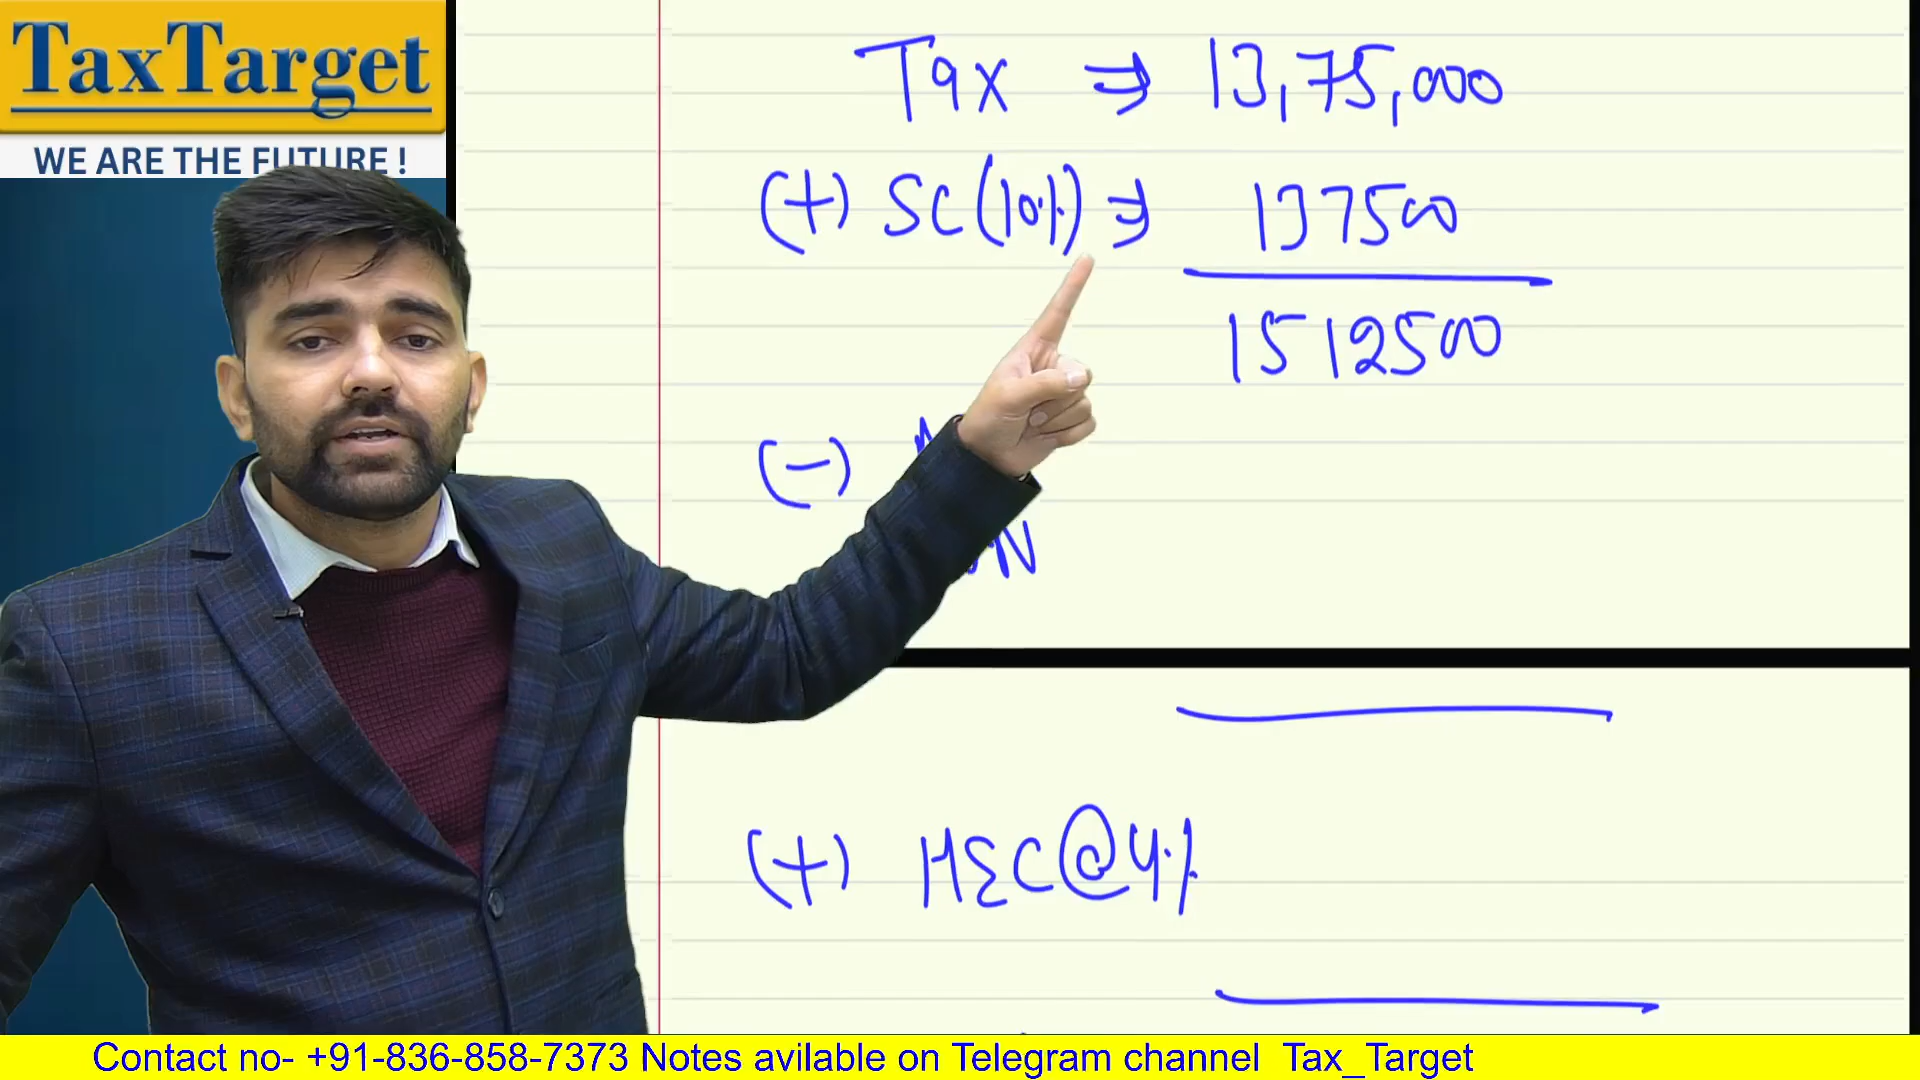 TaxTarget
WE ARE THE FUTURE !
Tax ⇒ 13,75,000
(+) SC (10%) ⇒ 137500
1512500
(-)
(+) HEC @ 4%
Contact no- +91-836-858-7373 Notes avilable on Telegram channel Tax_Target